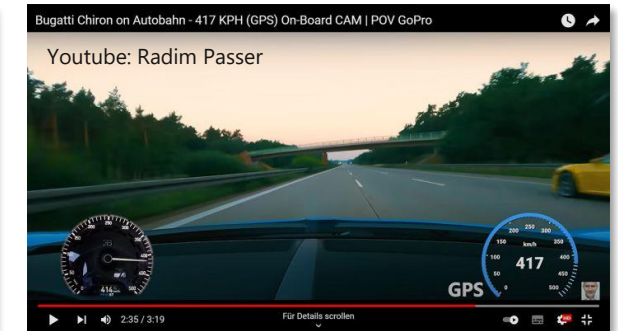 Bugatti Chiron on Autobahn - 417 KPH (GPS) On-Board CAM | POV GoPro
Youtube: Radim Passer
200 250 300
150 km/h 350
100 417 400
50 450
0 500
GPS
414
2:35 / 3:19
Für Details scrollen